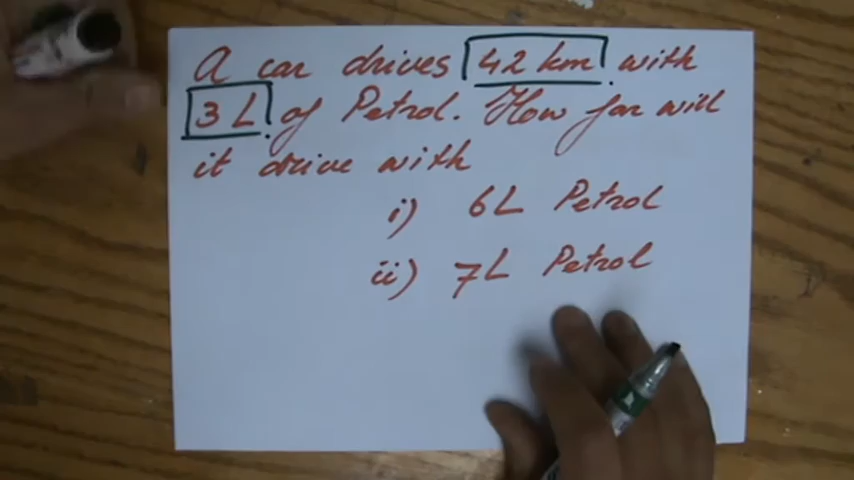 A car drives 42 km with
3 L of Petrol. How far will
it drive with
i) 6L Petrol
ii) 7L Petrol